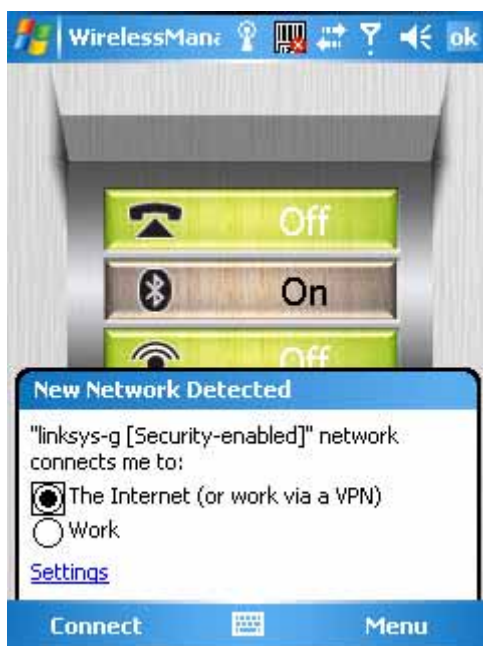 WirelessMana ok
Off
On
Off
New Network Detected
"linksys-g [Security-enabled]" network
connects me to:
The Internet (or work via a VPN)
Work
Settings
Connect Menu